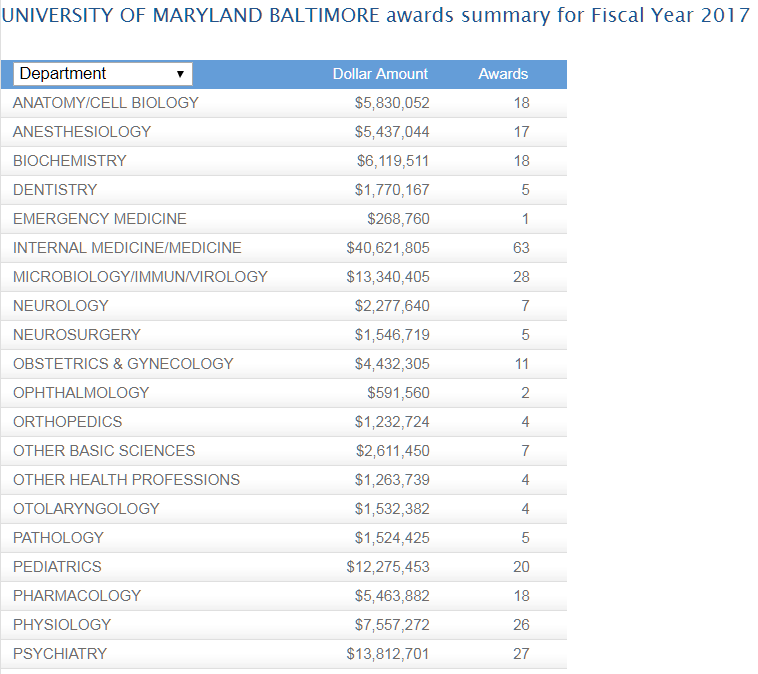 UNIVERSITY OF MARYLAND BALTIMORE awards summary for Fiscal Year 2017
Department ▼ Dollar Amount Awards
ANATOMY/CELL BIOLOGY $5,830,052 18
ANESTHESIOLOGY $5,437,044 17
BIOCHEMISTRY $6,119,511 18
DENTISTRY $1,770,167 5
EMERGENCY MEDICINE $268,760 1
INTERNAL MEDICINE/MEDICINE $40,621,805 63
MICROBIOLOGY/IMMUN/VIROLOGY $13,340,405 28
NEUROLOGY $2,277,640 7
NEUROSURGERY $1,546,719 5
OBSTETRICS & GYNECOLOGY $4,432,305 11
OPHTHALMOLOGY $591,560 2
ORTHOPEDICS $1,232,724 4
OTHER BASIC SCIENCES $2,611,450 7
OTHER HEALTH PROFESSIONS $1,263,739 4
OTOLARYNGOLOGY $1,532,382 4
PATHOLOGY $1,524,425 5
PEDIATRICS $12,275,453 20
PHARMACOLOGY $5,463,882 18
PHYSIOLOGY $7,557,272 26
PSYCHIATRY $13,812,701 27